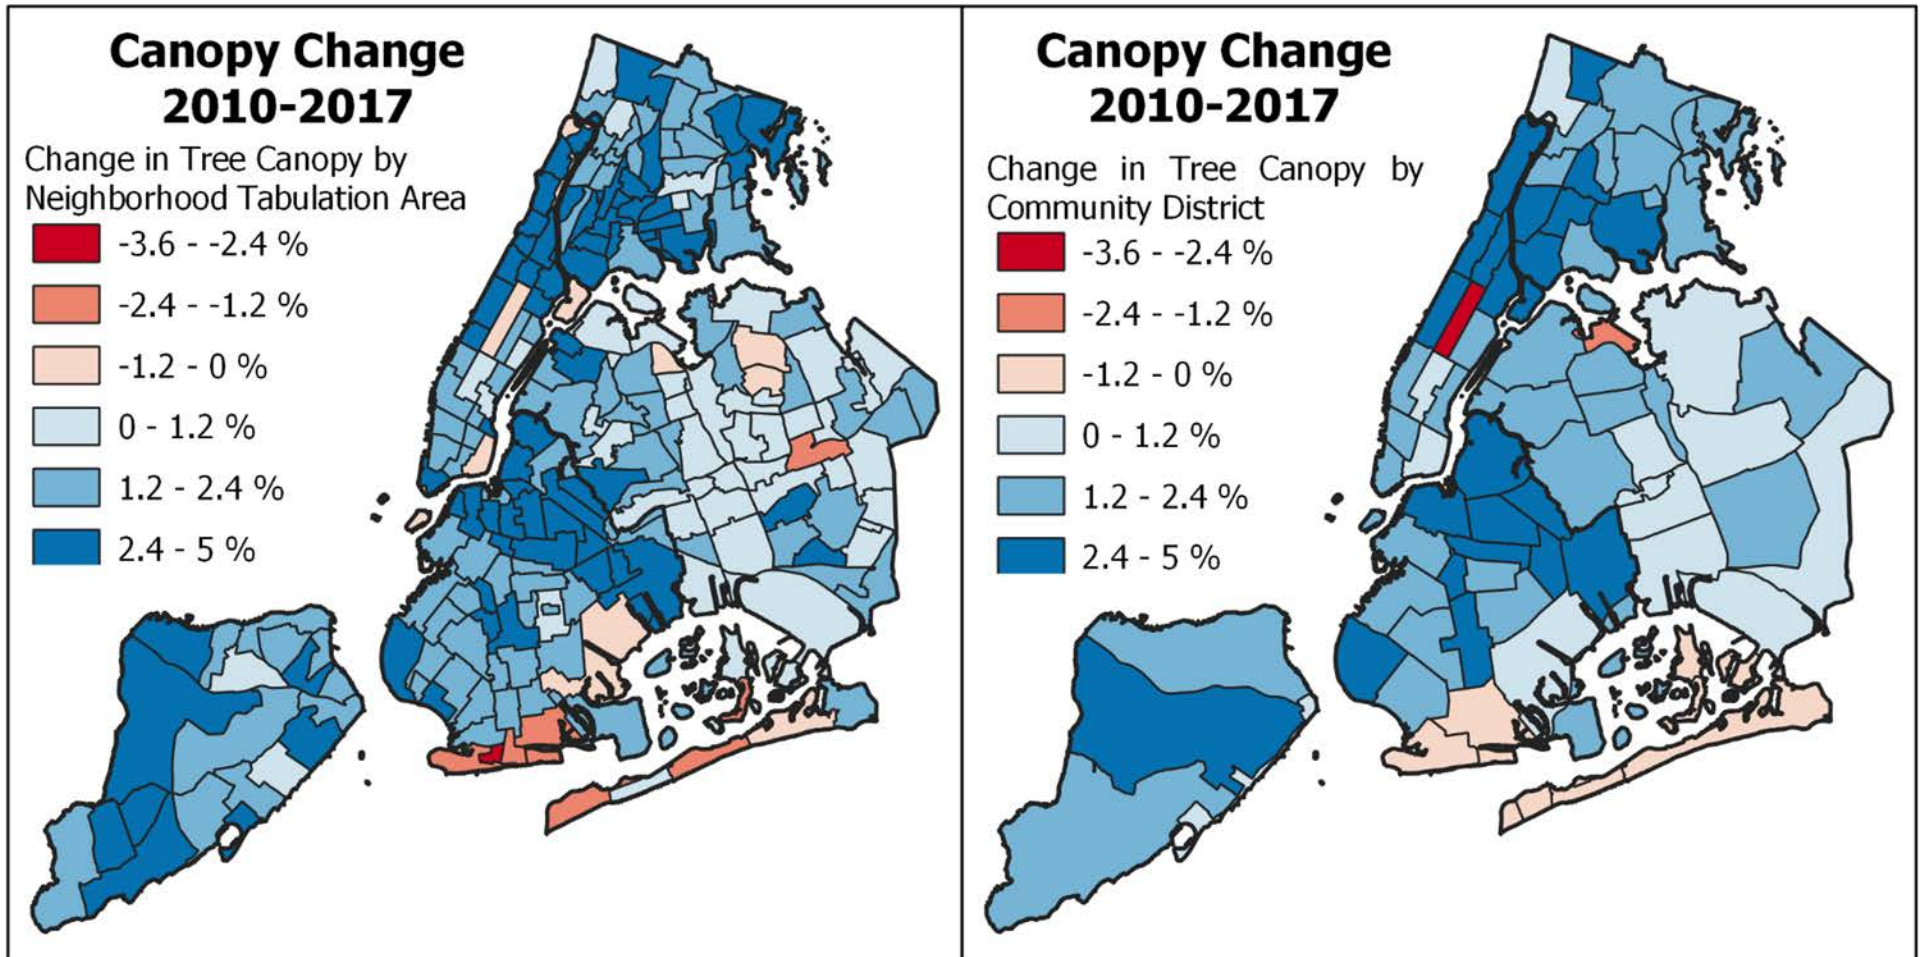 Canopy Change
2010-2017
Change in Tree Canopy by
Neighborhood Tabulation Area
-3.6 - -2.4 %
-2.4 - -1.2 %
-1.2 - 0 %
0 - 1.2 %
1.2 - 2.4 %
2.4 - 5 %
Canopy Change
2010-2017
Change in Tree Canopy by
Community District
-3.6 - -2.4 %
-2.4 - -1.2 %
-1.2 - 0 %
0 - 1.2 %
1.2 - 2.4 %
2.4 - 5 %